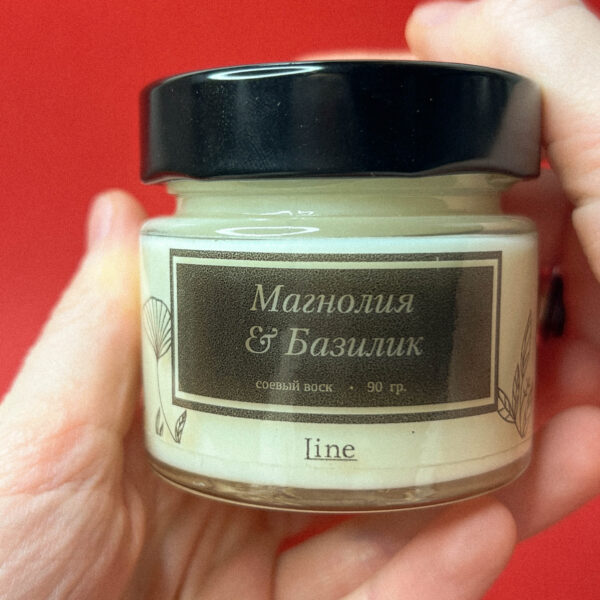 Магнолия
& Базилик
соевый воск • 90 гр.
Line